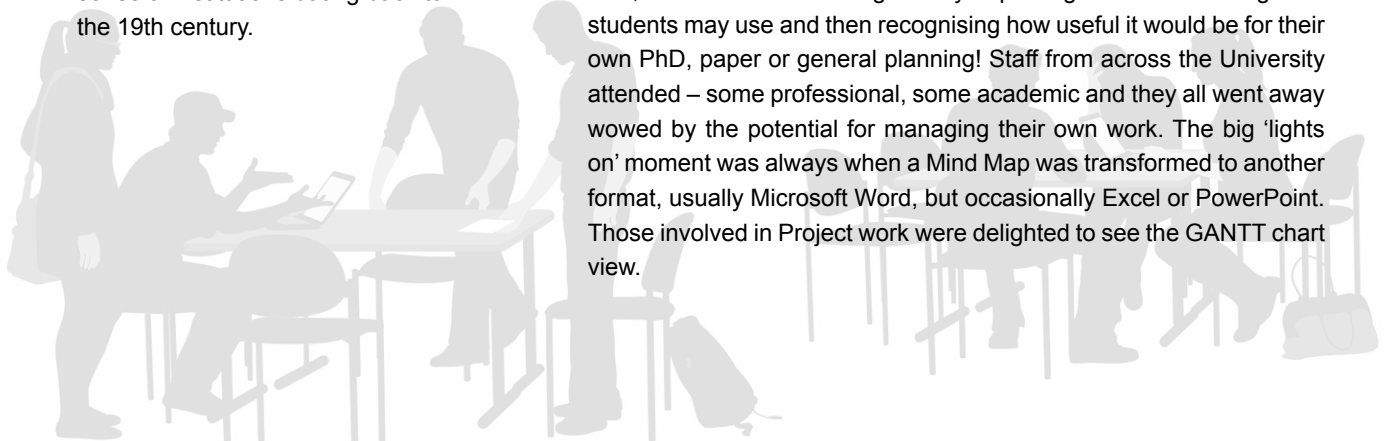 the 19th century.
students may use and then recognising how useful it would be for their
own PhD, paper or general planning! Staff from across the University
attended – some professional, some academic and they all went away
wowed by the potential for managing their own work. The big ‘lights
on’ moment was always when a Mind Map was transformed to another
format, usually Microsoft Word, but occasionally Excel or PowerPoint.
Those involved in Project work were delighted to see the GANTT chart
view.